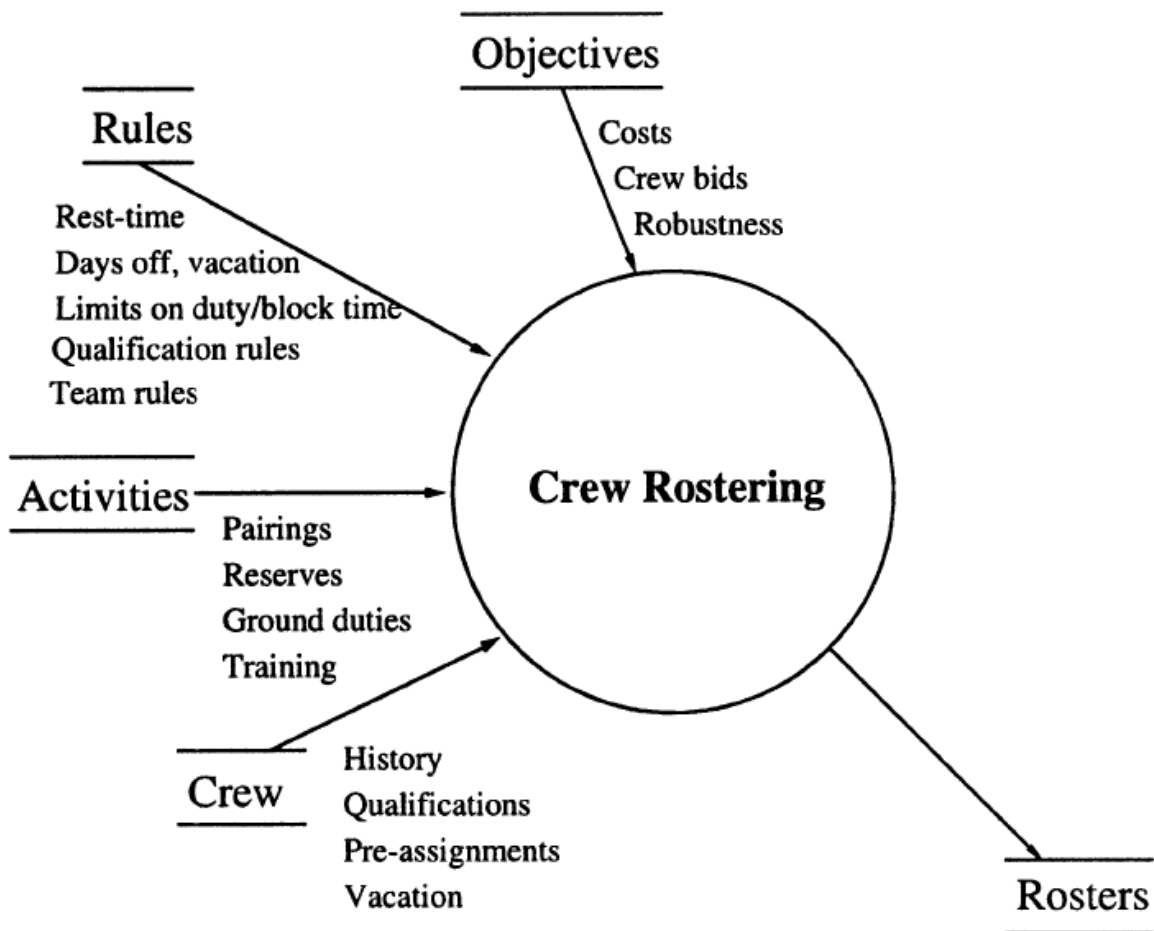 Objectives
Costs
Crew bids
Robustness
Rules
Rest-time
Days off, vacation
Limits on duty/block time
Qualification rules
Team rules
Activities
Pairings
Reserves
Ground duties
Training
Crew Rostering
Crew
History
Qualifications
Pre-assignments
Vacation
Rosters